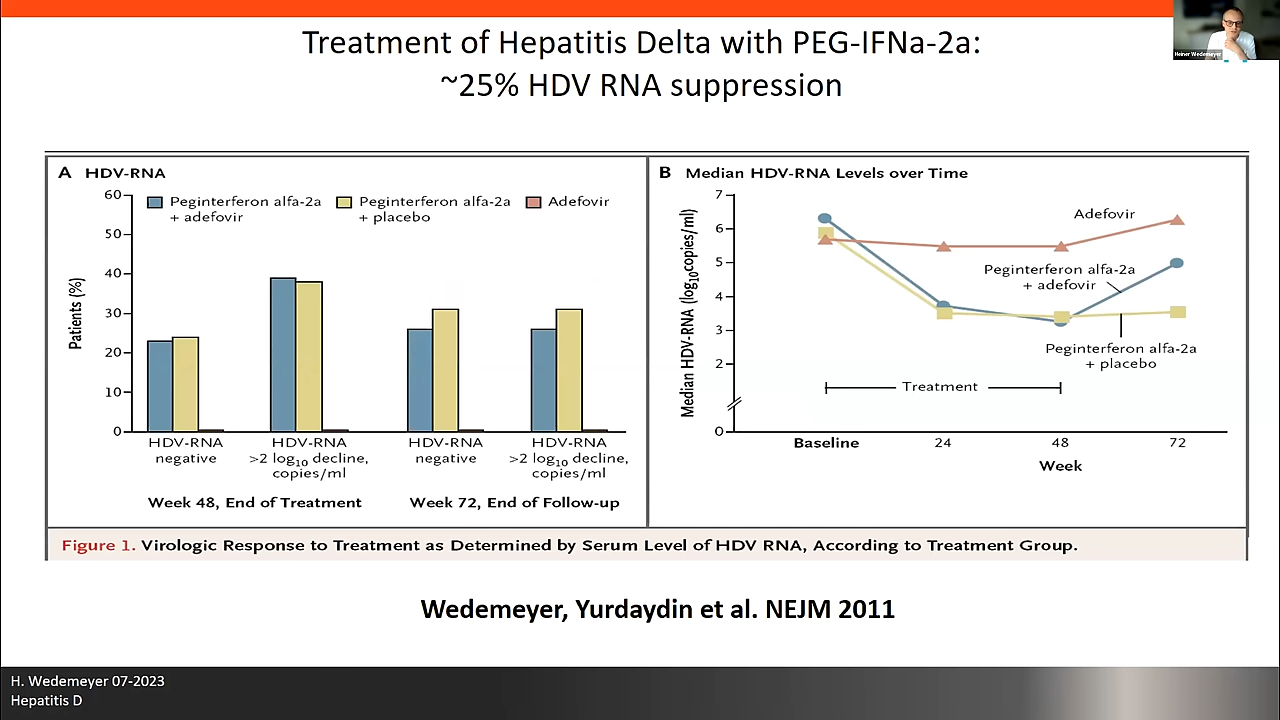 Treatment of Hepatitis Delta with PEG-IFNa-2a:
~25% HDV RNA suppression
Heiner Wedemeyer
A HDV-RNA
60
50
40
30
20
10
0
Patients (%)
Peginterferon alfa-2a
+ adefovir
Peginterferon alfa-2a
+ placebo
Adefovir
HDV-RNA
negative
HDV-RNA
>2 log10 decline,
copies/ml
HDV-RNA
negative
HDV-RNA
>2 log10 decline,
copies/ml
Week 48, End of Treatment
Week 72, End of Follow-up
B Median HDV-RNA Levels over Time
7
6
5
4
3
2
0
Median HDV-RNA (log10copies/ml)
Adefovir
Peginterferon alfa-2a
+ adefovir
Peginterferon alfa-2a
+ placebo
Treatment
Baseline 24 48 72
Week
Figure 1. Virologic Response to Treatment as Determined by Serum Level of HDV RNA, According to Treatment Group.
Wedemeyer, Yurdaydin et al. NEJM 2011
H. Wedemeyer 07-2023
Hepatitis D